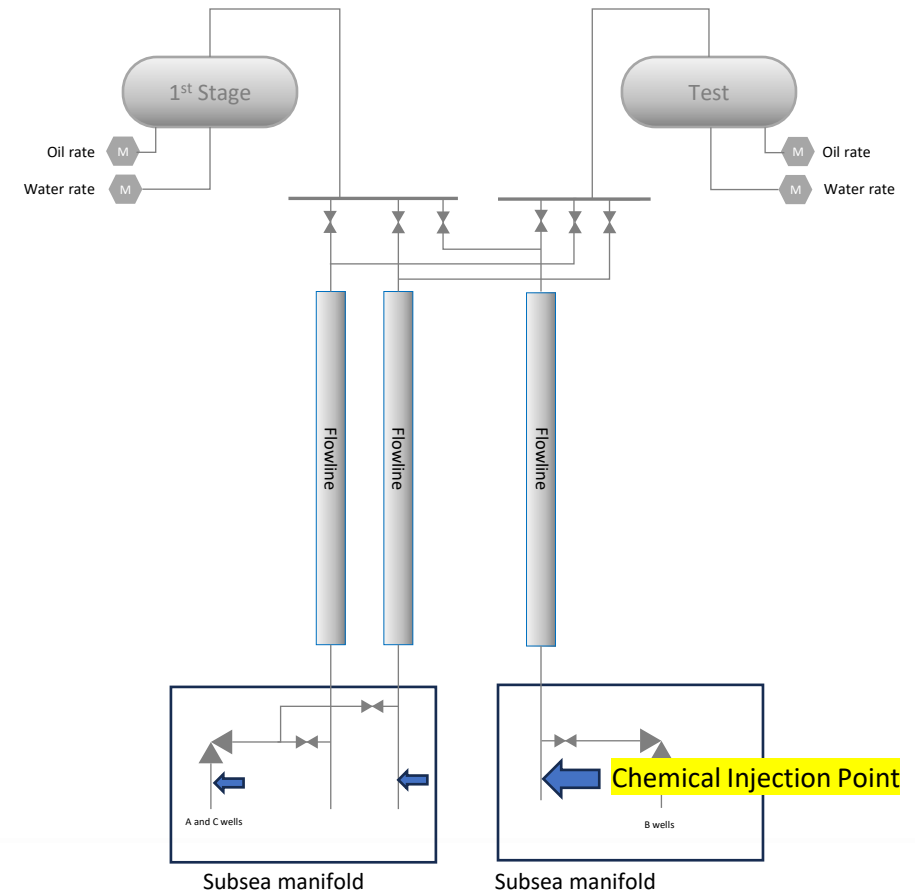 1st Stage
Test
Oil rate
M
M
Oil rate
Water rate
M
M
Water rate
Flowline
Flowline
Flowline
Chemical Injection Point
A and C wells
B wells
Subsea manifold
Subsea manifold